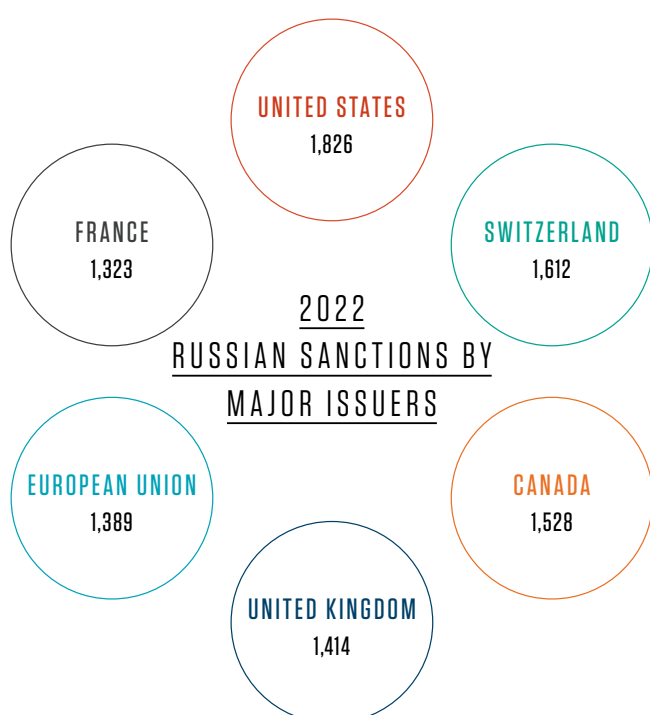 UNITED STATES
1,826
FRANCE
1,323
SWITZERLAND
1,612
2022
RUSSIAN SANCTIONS BY
MAJOR ISSUERS
EUROPEAN UNION
1,389
CANADA
1,528
UNITED KINGDOM
1,414